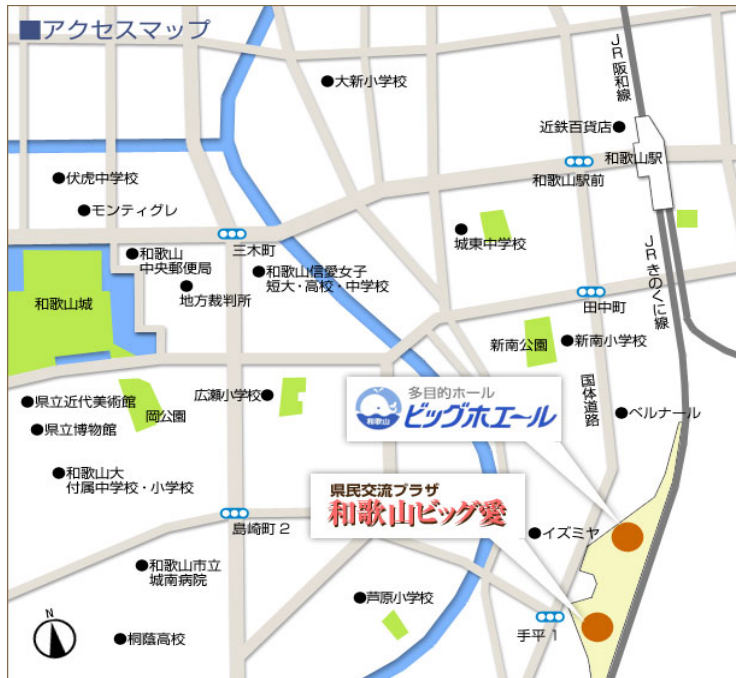 ■アクセスマップ
大新小学校
JR阪和線
近鉄百貨店
和歌山駅
和歌山駅前
伏虎中学校
モンティグレ
三木町
城東中学校
和歌山
中央郵便局
和歌山信愛女子
短大・高校・中学校
地方裁判所
JRきのくに線
田中町
和歌山城
新南公園
新南小学校
国体道路
多目的ホール
和歌山
ビッグホエール
ベルナール
広瀬小学校
県立近代美術館
岡公園
県立博物館
和歌山大
付属中学校・小学校
県民交流プラザ
和歌山ビッグ愛
島崎町2
イズミヤ
和歌山市立
城南病院
芦原小学校
手平1
N
桐蔭高校